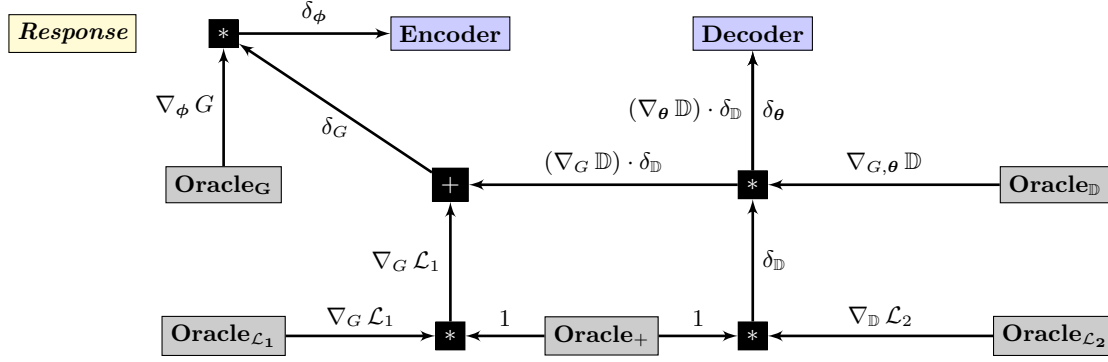 Response
*
δ_ϕ
Encoder
Decoder
∇_ϕ G
δ_G
(∇_θ 𝔻) · δ_𝔻
δ_θ
Oracle_G
+
(∇_G 𝔻) · δ_𝔻
*
∇_{G,θ} 𝔻
Oracle_𝔻
∇_G ℒ_1
δ_𝔻
Oracle_{ℒ_1}
∇_G ℒ_1
*
1
Oracle_+
1
*
∇_𝔻 ℒ_2
Oracle_{ℒ_2}